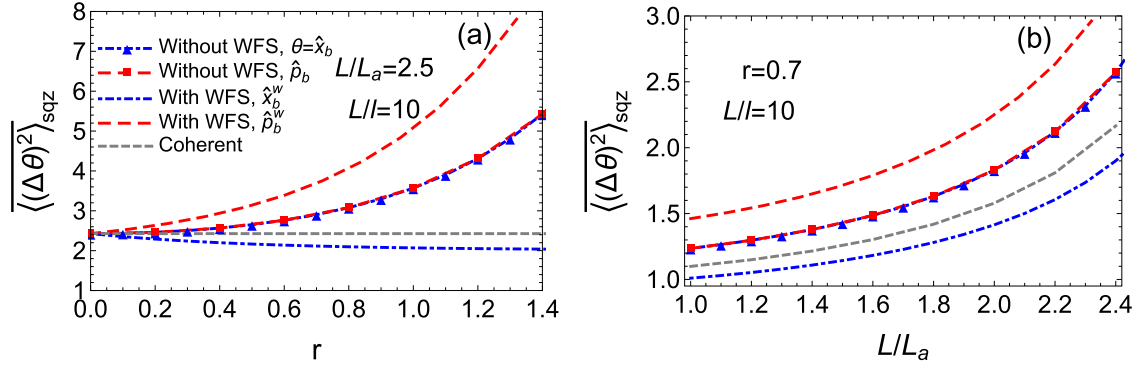 (a)
Without WFS, θ=x̂_b
Without WFS, p̂_b
With WFS, x̂_b^w
With WFS, p̂_b^w
Coherent
L/L_a=2.5
L/l=10
8
7
6
5
4
3
2
1
0.0 0.2 0.4 0.6 0.8 1.0 1.2 1.4
r
\overline{⟨(Δθ)^2⟩}_sqz
(b)
r=0.7
L/l=10
3.0
2.5
2.0
1.5
1.0
1.0 1.2 1.4 1.6 1.8 2.0 2.2 2.4
L/L_a
\overline{⟨(Δθ)^2⟩}_sqz